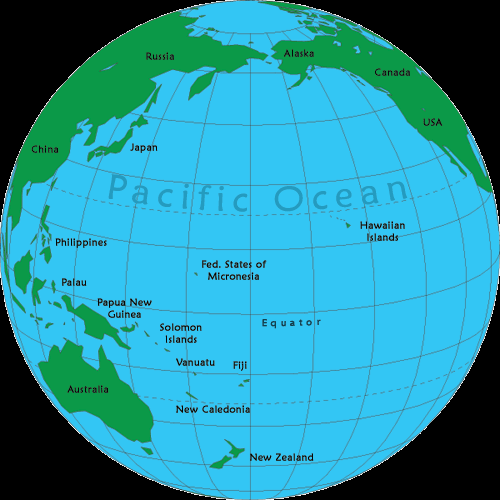 Russia
Alaska
Canada
USA
China
Japan
Pacific Ocean
Hawaiian
Islands
Philippines
Fed. States of
Micronesia
Palau
Papua New
Guinea
Equator
Solomon
Islands
Vanuatu
Fiji
Australia
New Caledonia
New Zealand